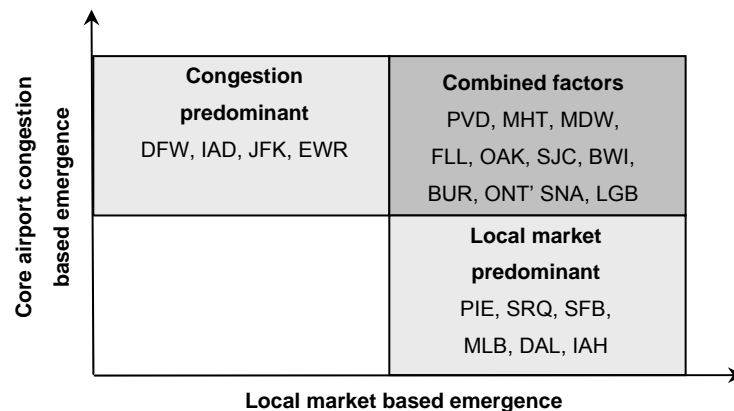 Core airport congestion
based emergence
Congestion
predominant
DFW, IAD, JFK, EWR
Combined factors
PVD, MHT, MDW,
FLL, OAK, SJC, BWI,
BUR, ONT’ SNA, LGB
Local market
predominant
PIE, SRQ, SFB,
MLB, DAL, IAH
Local market based emergence